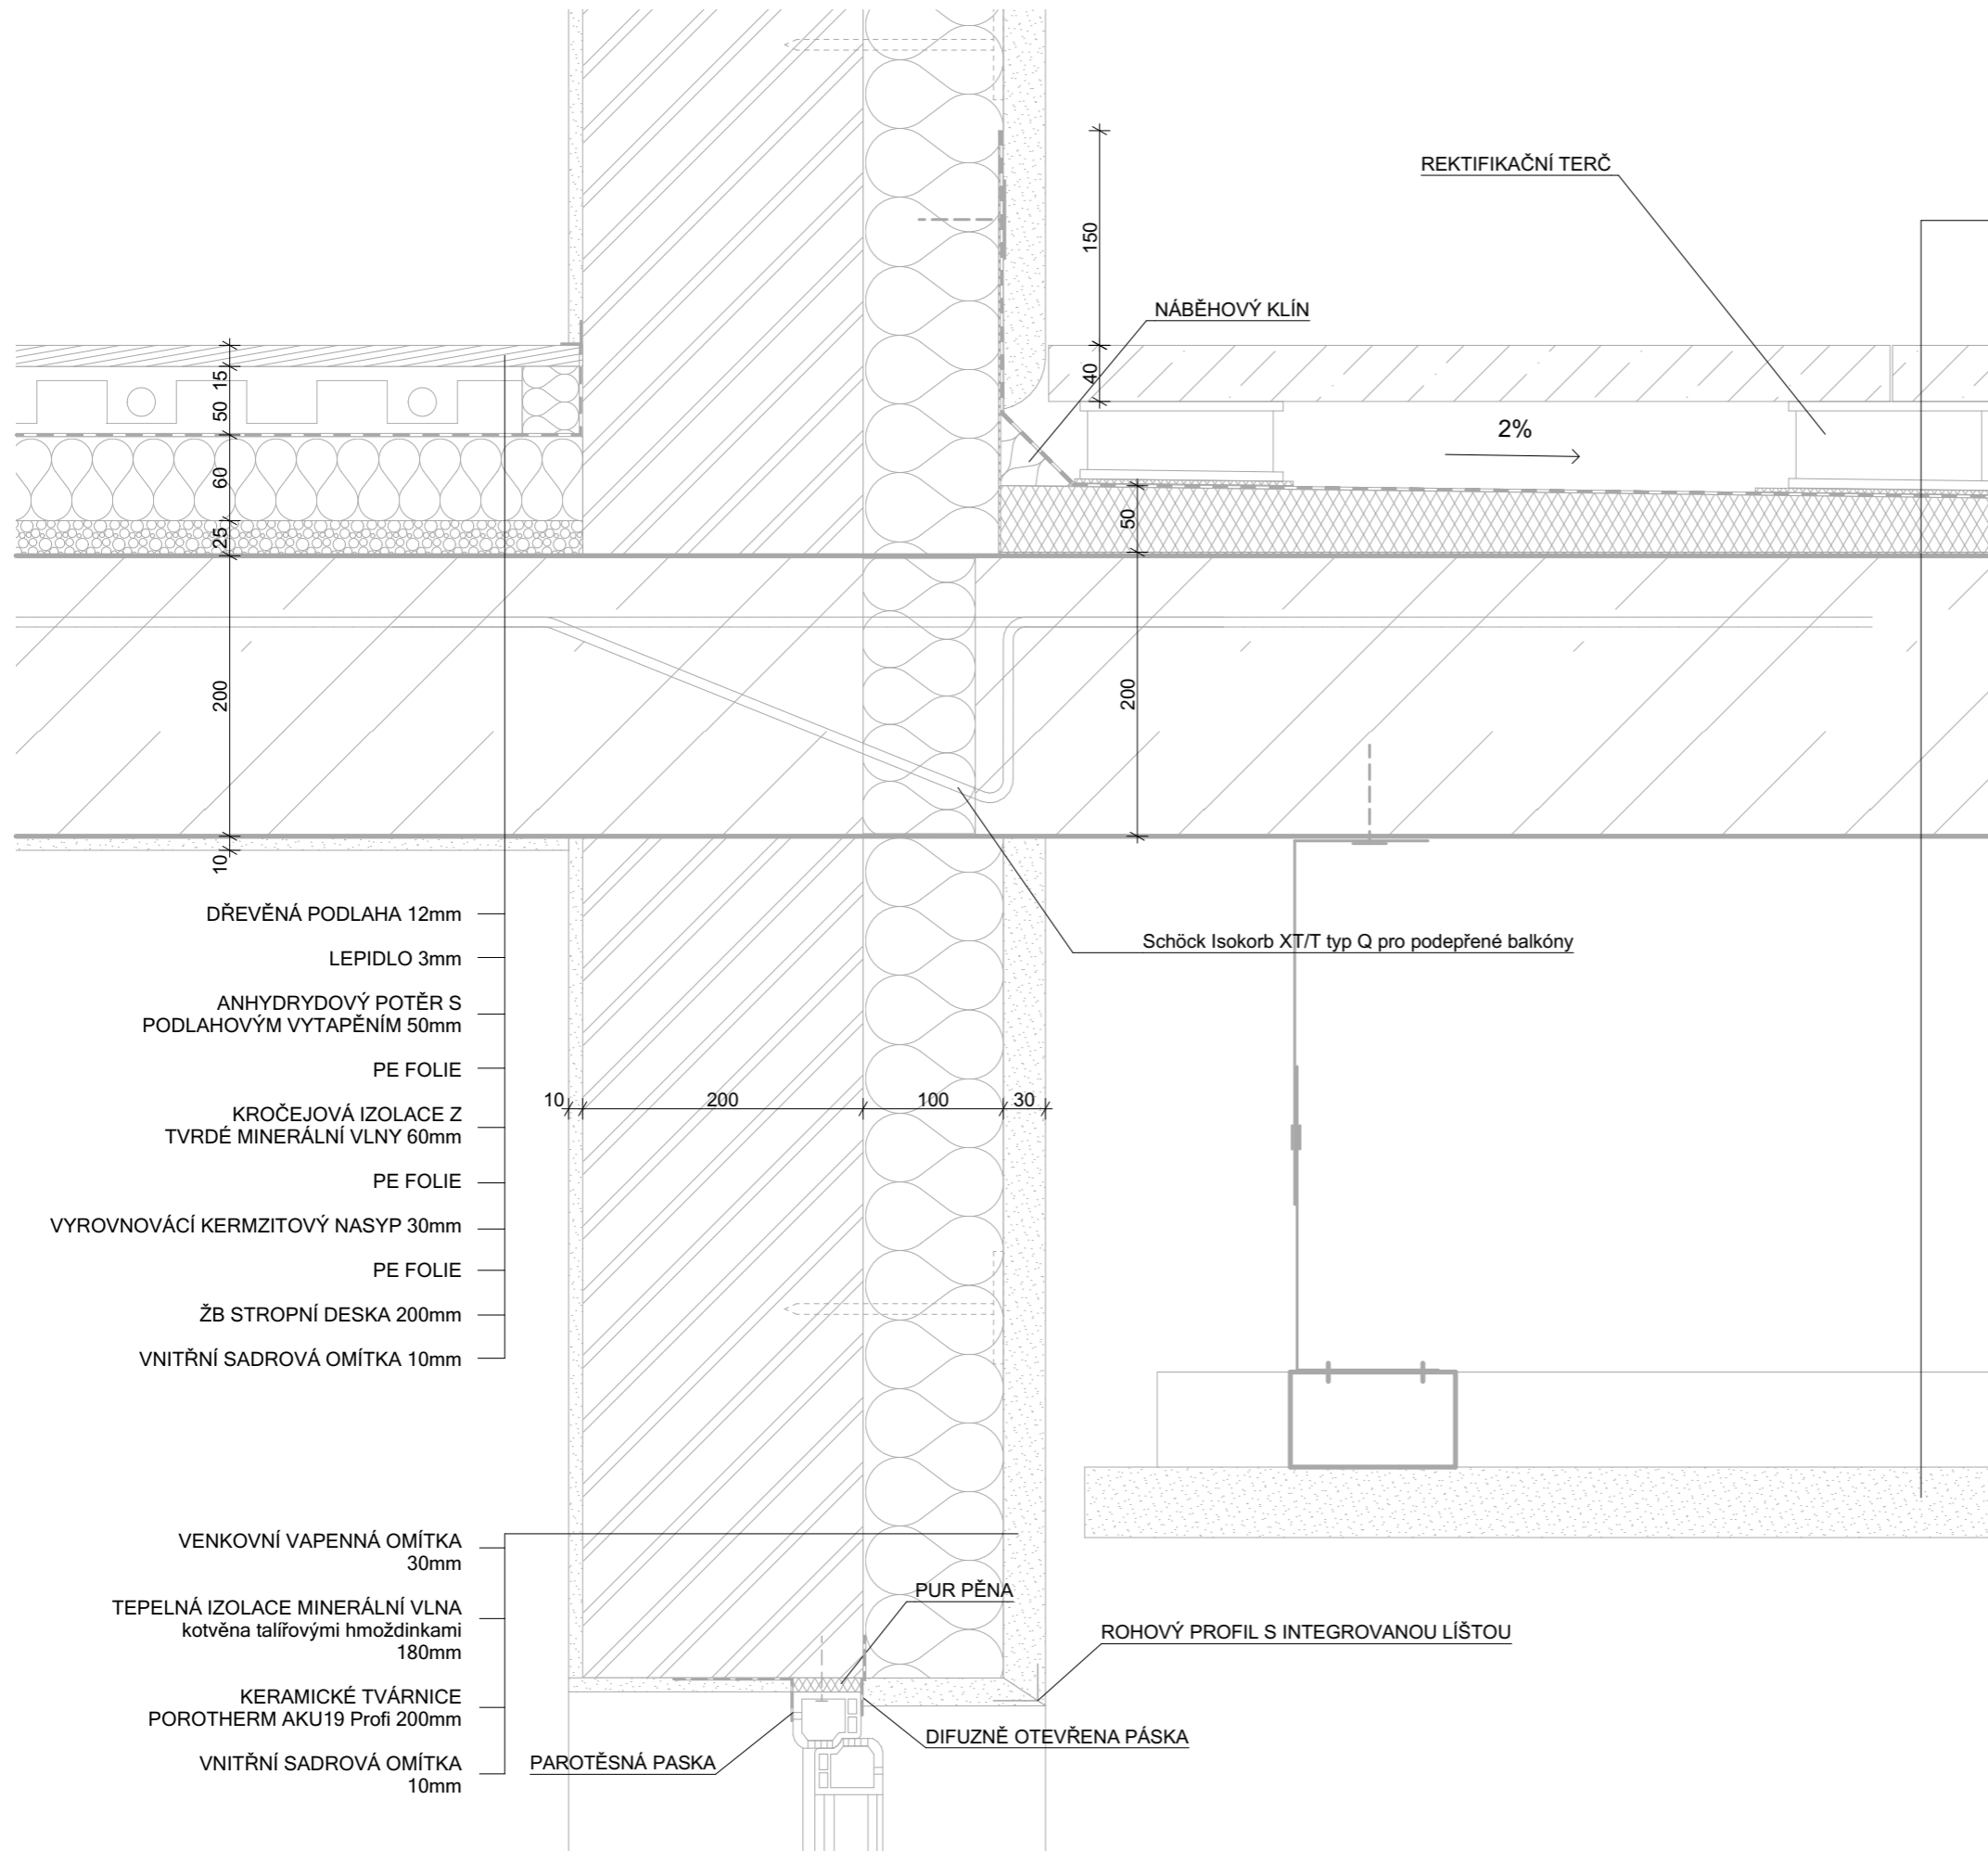 REKTIFIKAČNÍ TERČ
150
NÁBĚHOVÝ KLÍN
15
40
50
2%
60
50
25
200
200
10
DŘEVĚNÁ PODLAHA 12mm
LEPIDLO 3mm
Schöck Isokorb XT/T typ Q pro podepřené balkóny
ANHYDRYDOVÝ POTĚR S
PODLAHOVÝM VYTAPĚNÍM 50mm
PE FOLIE
10
200
100
30
KROČEJOVÁ IZOLACE Z
TVRDÉ MINERÁLNÍ VLNY 60mm
PE FOLIE
VYROVNOVÁCÍ KERMZITOVÝ NASYP 30mm
PE FOLIE
ŽB STROPNÍ DESKA 200mm
VNITŘNÍ SADROVÁ OMÍTKA 10mm
VENKOVNÍ VAPENNÁ OMÍTKA
30mm
PUR PĚNA
TEPELNÁ IZOLACE MINERÁLNÍ VLNA
kotvěna talířovými hmoždinkami
180mm
ROHOVÝ PROFIL S INTEGROVANOU LÍŠTOU
KERAMICKÉ TVÁRNICE
POROTHERM AKU19 Profi 200mm
DIFUZNĚ OTEVŘENA PÁSKA
PAROTĚSNÁ PASKA
VNITŘNÍ SADROVÁ OMÍTKA
10mm